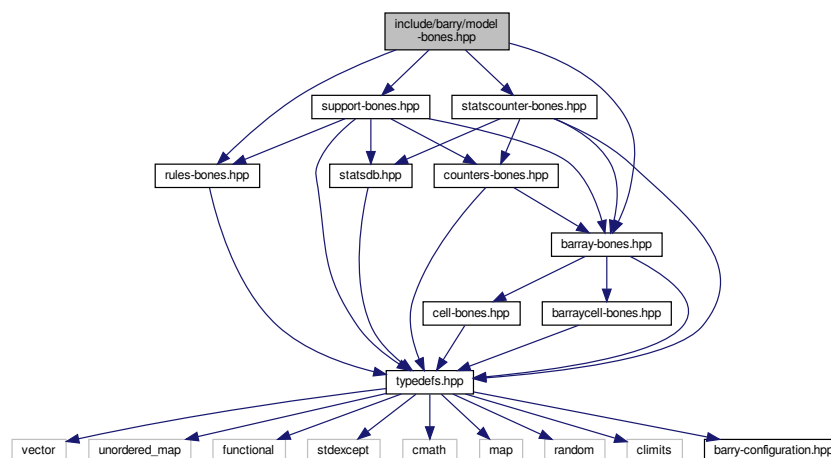 include/barry/model
-bones.hpp
support-bones.hpp
statscounter-bones.hpp
rules-bones.hpp
statsdb.hpp
counters-bones.hpp
barray-bones.hpp
cell-bones.hpp
barraycell-bones.hpp
typedefs.hpp
vector
unordered_map
functional
stdexcept
cmath
map
random
climits
barry-configuration.hpp